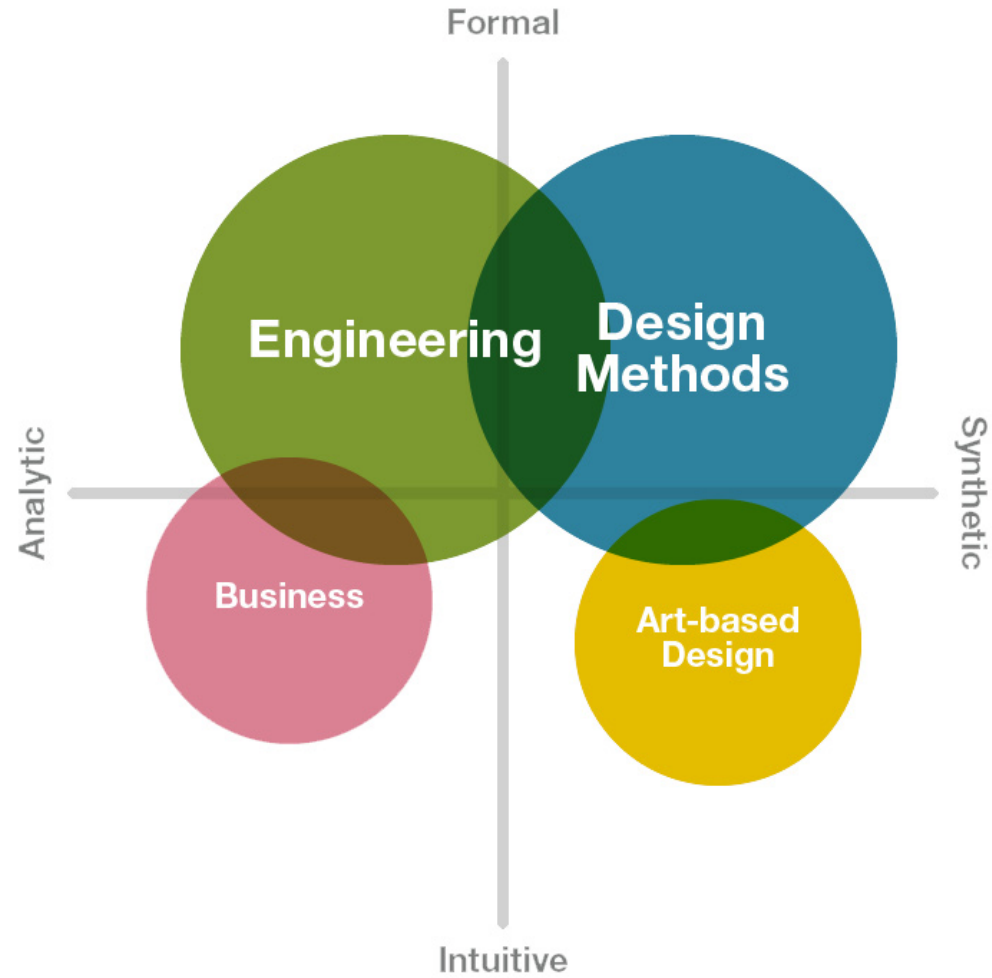 Formal
Engineering
Design
Methods
Analytic
Synthetic
Business
Art-based
Design
Intuitive